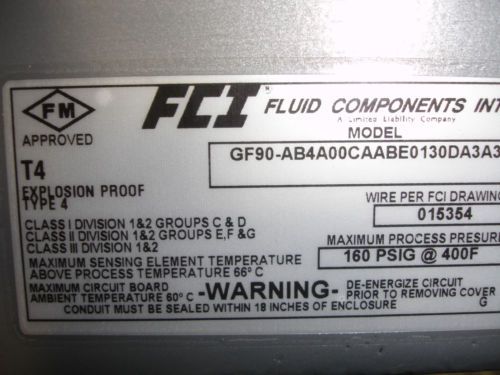 FM
APPROVED
FCI® FLUID COMPONENTS INT
A Limited Liability Company
MODEL
GF90-AB4A00CAABE0130DA3A3
T4
EXPLOSION PROOF
TYPE 4
WIRE PER FCI DRAWING
015354
CLASS I DIVISION 1&2 GROUPS C & D
CLASS II DIVISION 1&2 GROUPS E,F &G
CLASS III DIVISION 1&2
MAXIMUM PROCESS PRESURE
160 PSIG @ 400F
MAXIMUM SENSING ELEMENT TEMPERATURE
ABOVE PROCESS TEMPERATURE 66°C
MAXIMUM CIRCUIT BOARD
AMBIENT TEMPERATURE 60°C
-WARNING-
DE-ENERGIZE CIRCUIT
PRIOR TO REMOVING COVER
CONDUIT MUST BE SEALED WITHIN 18 INCHES OF ENCLOSURE
G